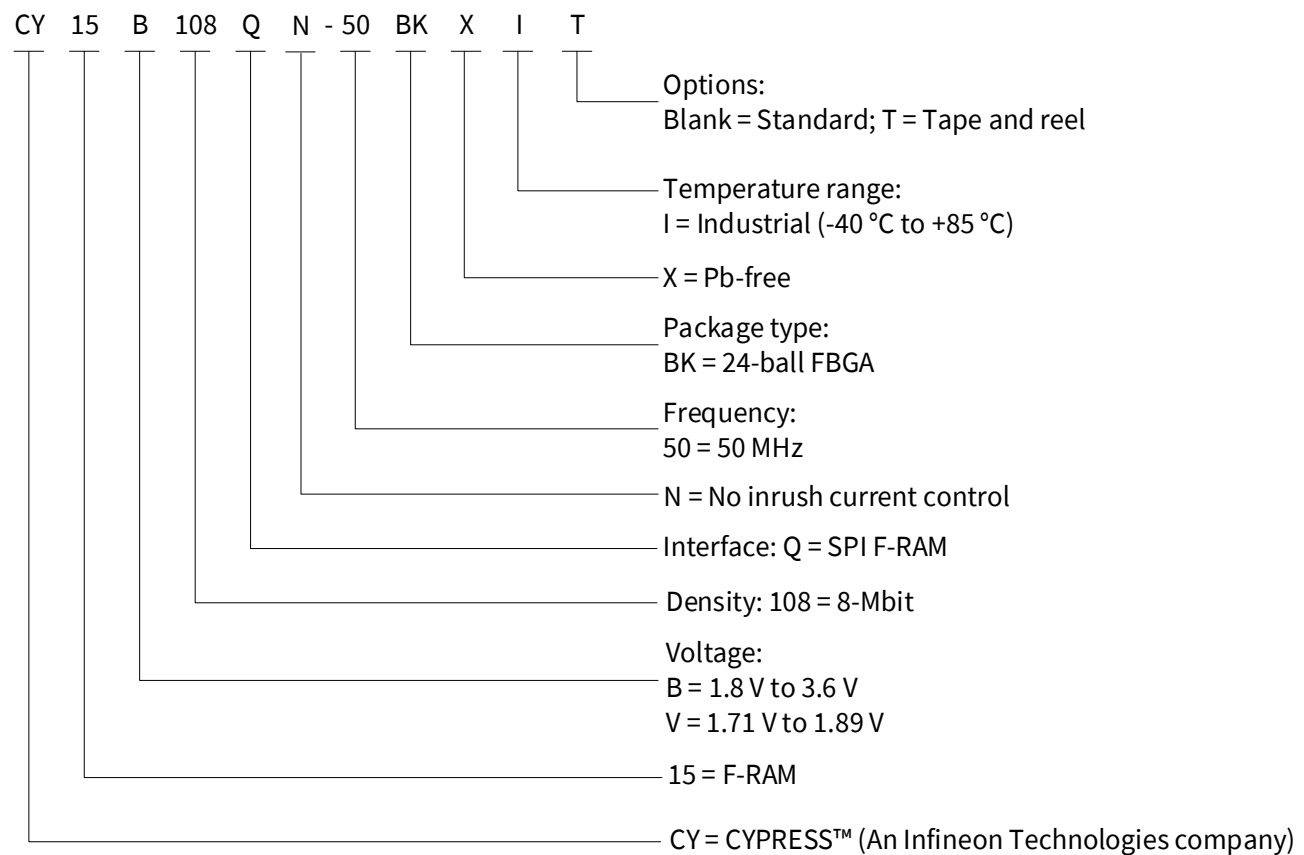 CY 15 B 108 Q N - 50 BK X I T
Options:
Blank = Standard; T = Tape and reel
Temperature range:
I = Industrial (-40 °C to +85 °C)
X = Pb-free
Package type:
BK = 24-ball FBGA
Frequency:
50 = 50 MHz
N = No inrush current control
Interface: Q = SPI F-RAM
Density: 108 = 8-Mbit
Voltage:
B = 1.8 V to 3.6 V
V = 1.71 V to 1.89 V
15 = F-RAM
CY = CYPRESS™ (An Infineon Technologies company)